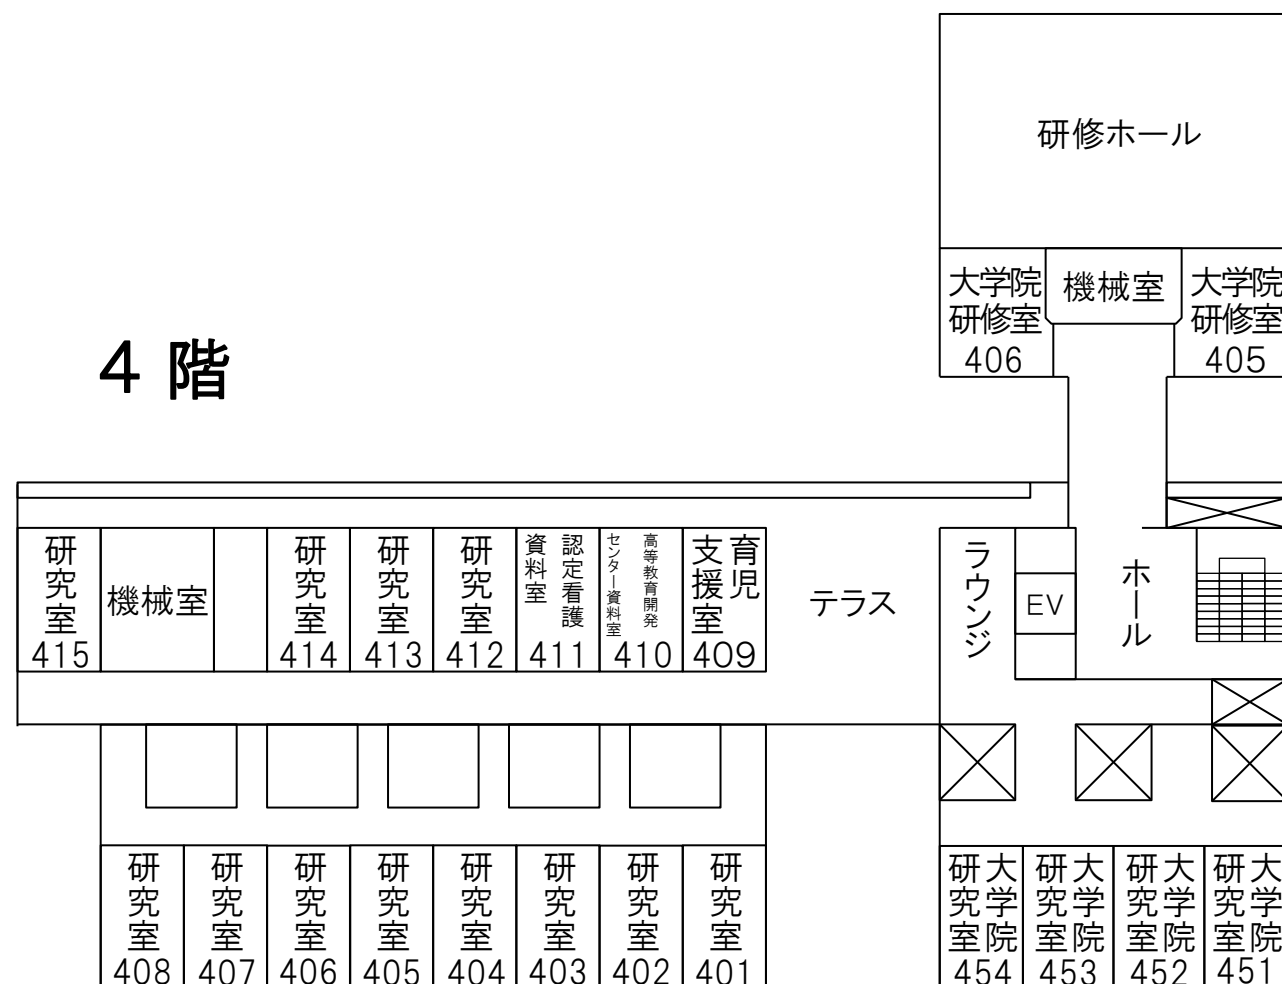 研修ホール
大学院
研修室
406
機械室
大学院
研修室
405
4階
研究室
415
機械室
研究室
414
研究室
413
研究室
412
認定看護
資料室
411
高等教育開発
センター資料室
410
育児
支援室
409
テラス
ラウンジ
EV
ホール
研究室
408
研究室
407
研究室
406
研究室
405
研究室
404
研究室
403
研究室
402
研究室
401
大学院
研究室
454
大学院
研究室
453
大学院
研究室
452
大学院
研究室
451